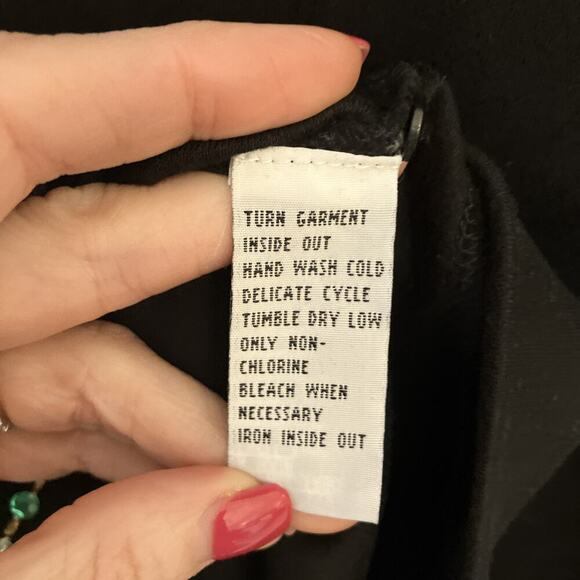 TURN GARMENT
INSIDE OUT
HAND WASH COLD
DELICATE CYCLE
TUMBLE DRY LOW
ONLY NON-
CHLORINE
BLEACH WHEN
NECESSARY
IRON INSIDE OUT